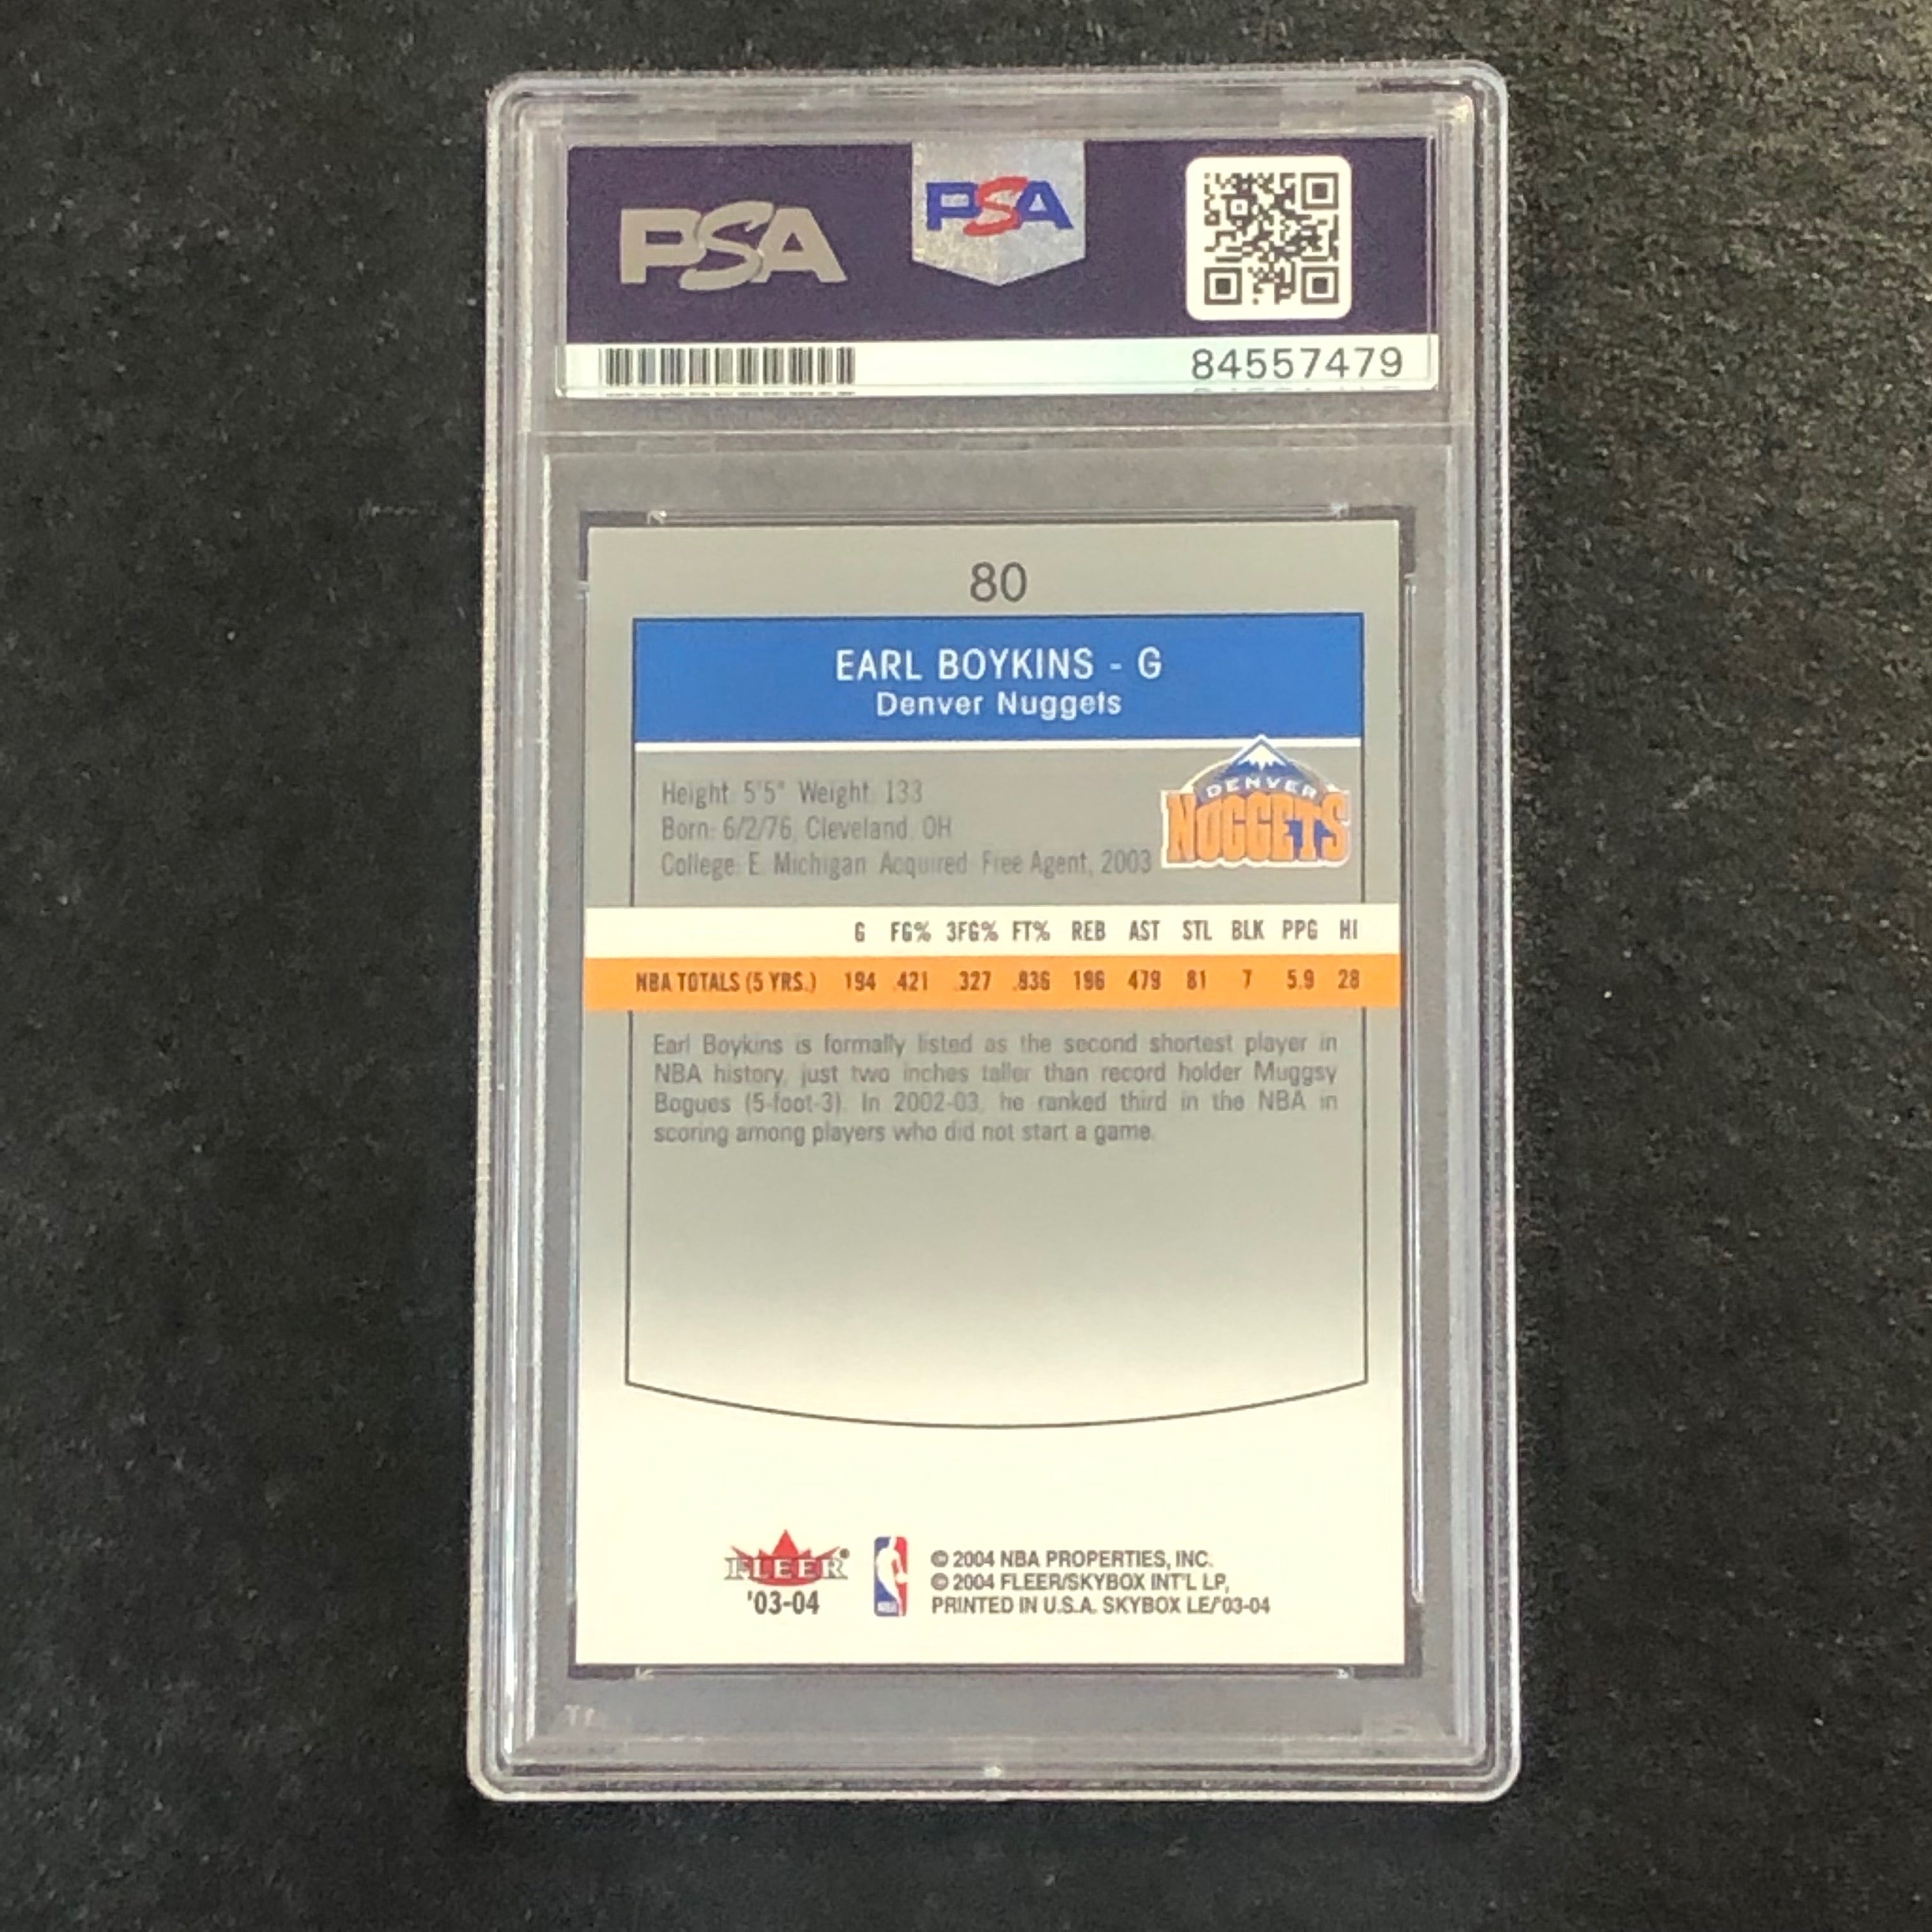 PSA
PSA
84557479
80
EARL BOYKINS - G
Denver Nuggets
Height: 5'5" Weight: 133
Born: 6/2/76, Cleveland, OH
College: E. Michigan Acquired: Free Agent, 2003
DENVER
NUGGETS
G FG% 3FG% FT% REB AST STL BLK PPG HI
NBA TOTALS (5 YRS.) 194 .421 .327 .836 196 479 81 7 5.9 28
Earl Boykins is formally listed as the second shortest player in
NBA history, just two inches taller than record holder Muggsy
Bogues (5-foot-3). In 2002-03, he ranked third in the NBA in
scoring among players who did not start a game.
FLEER®
'03-04
© 2004 NBA PROPERTIES, INC.
© 2004 FLEER/SKYBOX INT'L LP,
PRINTED IN U.S.A. SKYBOX LE/'03-04